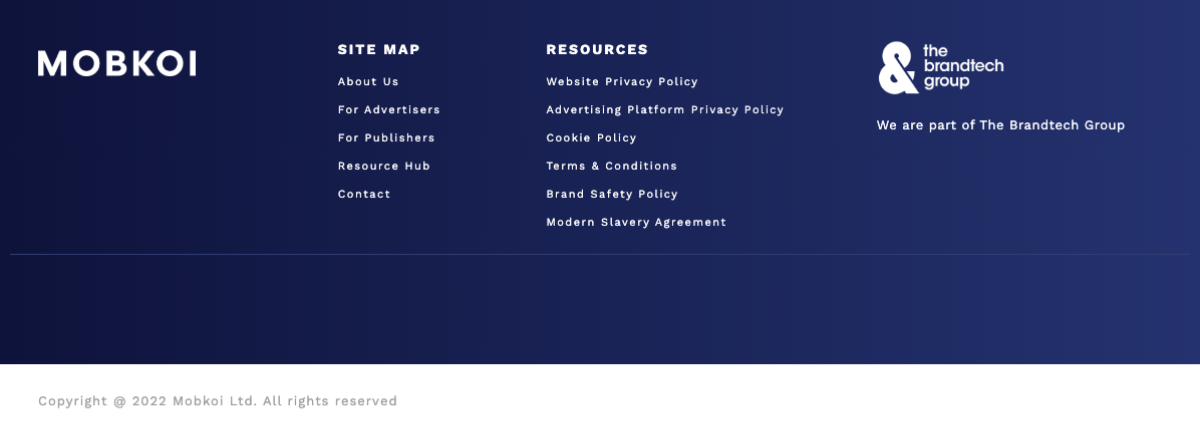 MOBKOI
SITE MAP
About Us
For Advertisers
For Publishers
Resource Hub
Contact
RESOURCES
Website Privacy Policy
Advertising Platform Privacy Policy
Cookie Policy
Terms & Conditions
Brand Safety Policy
Modern Slavery Agreement
&
the
brandtech
group
We are part of The Brandtech Group
Copyright @ 2022 Mobkoi Ltd. All rights reserved